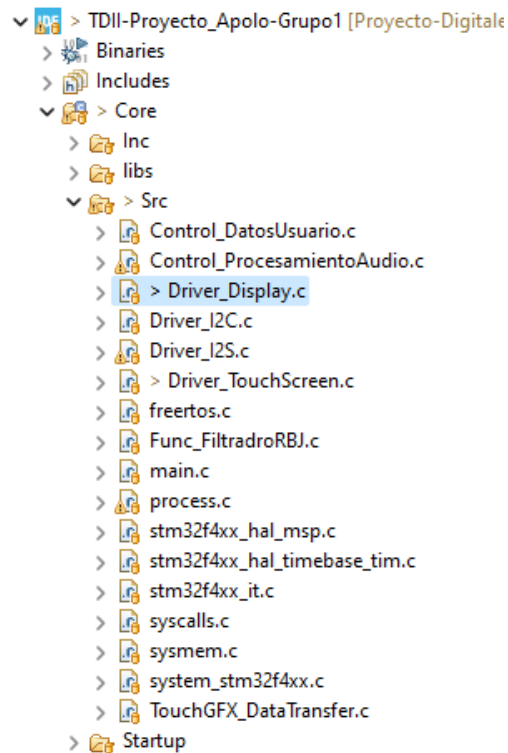 IDE > TDII-Proyecto_Apolo-Grupo1 [Proyecto-Digitale
Binaries
Includes
> Core
Inc
libs
> Src
Control_DatosUsuario.c
Control_ProcesamientoAudio.c
> Driver_Display.c
Driver_I2C.c
Driver_I2S.c
> Driver_TouchScreen.c
freertos.c
Func_FiltradroRBJ.c
main.c
process.c
stm32f4xx_hal_msp.c
stm32f4xx_hal_timebase_tim.c
stm32f4xx_it.c
syscalls.c
sysmem.c
system_stm32f4xx.c
TouchGFX_DataTransfer.c
Startup